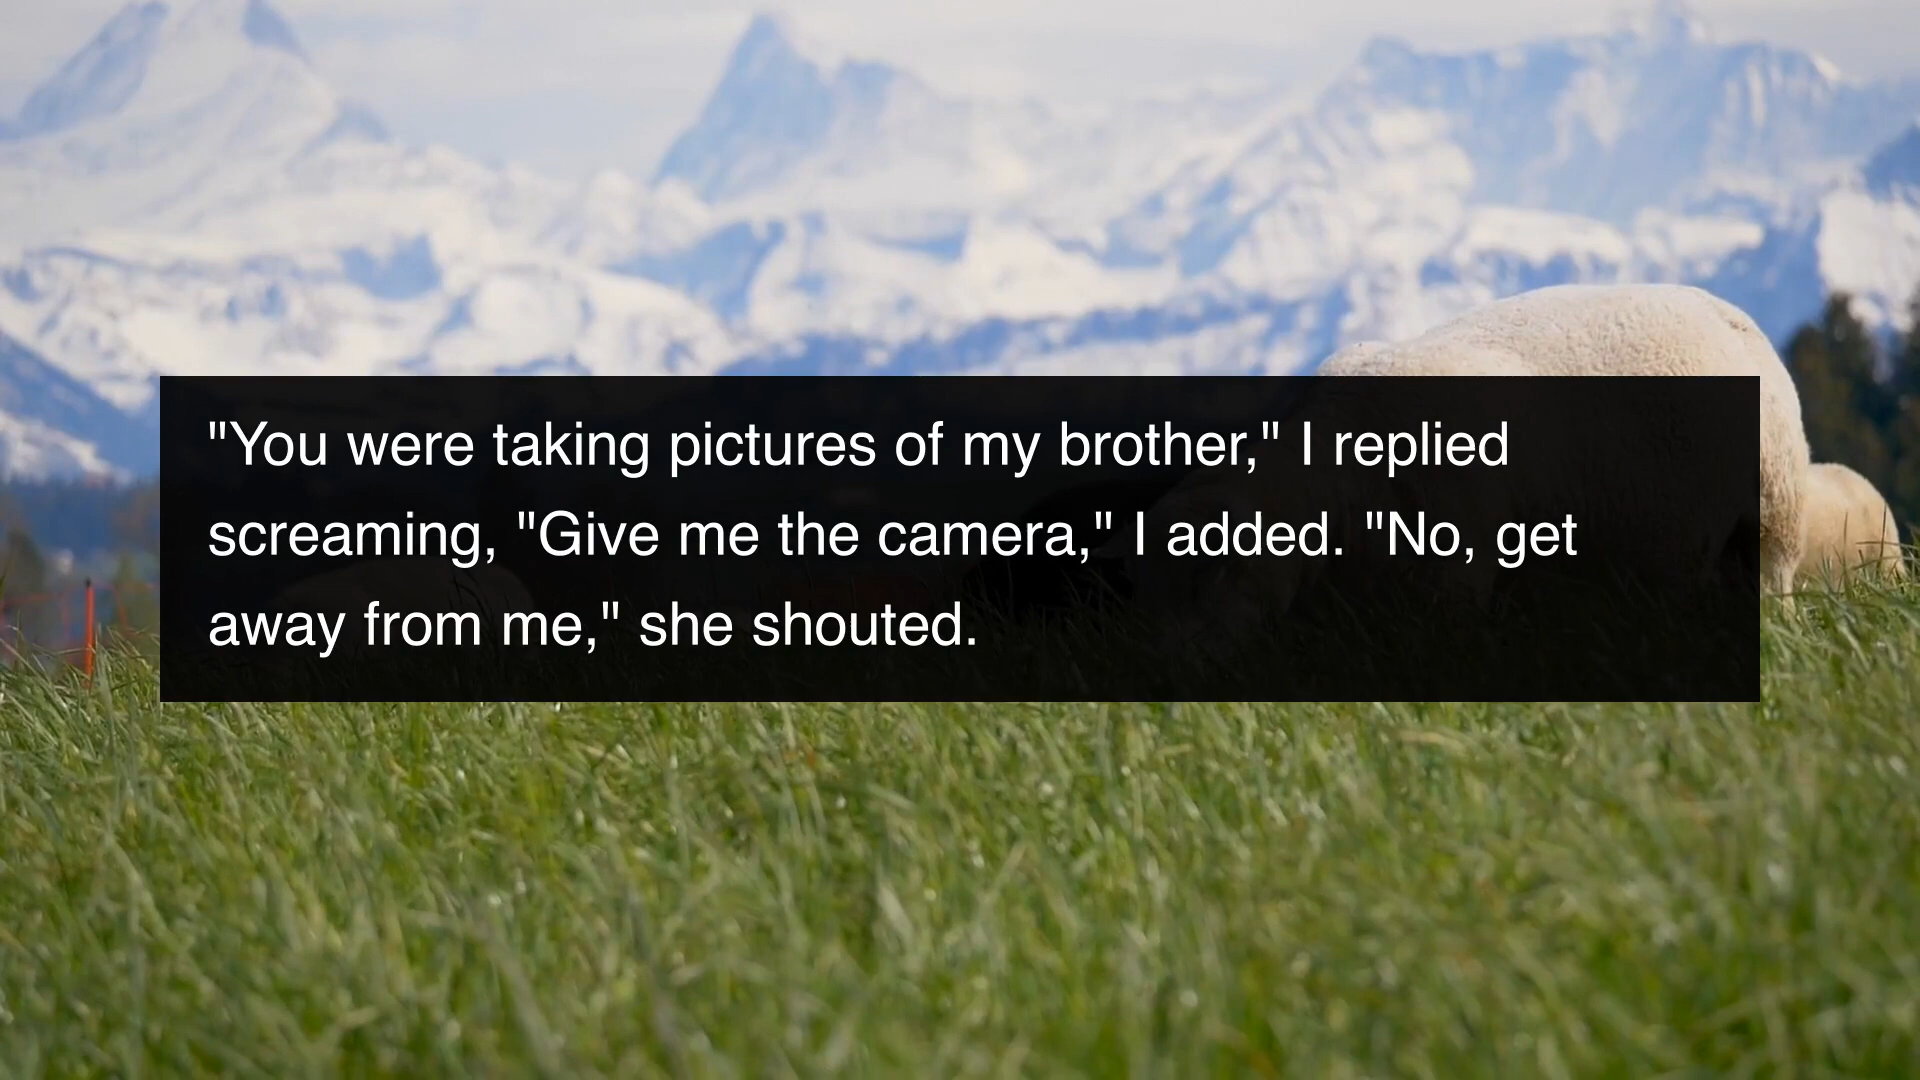 "You were taking pictures of my brother," I replied
screaming, "Give me the camera," I added. "No, get
away from me," she shouted.